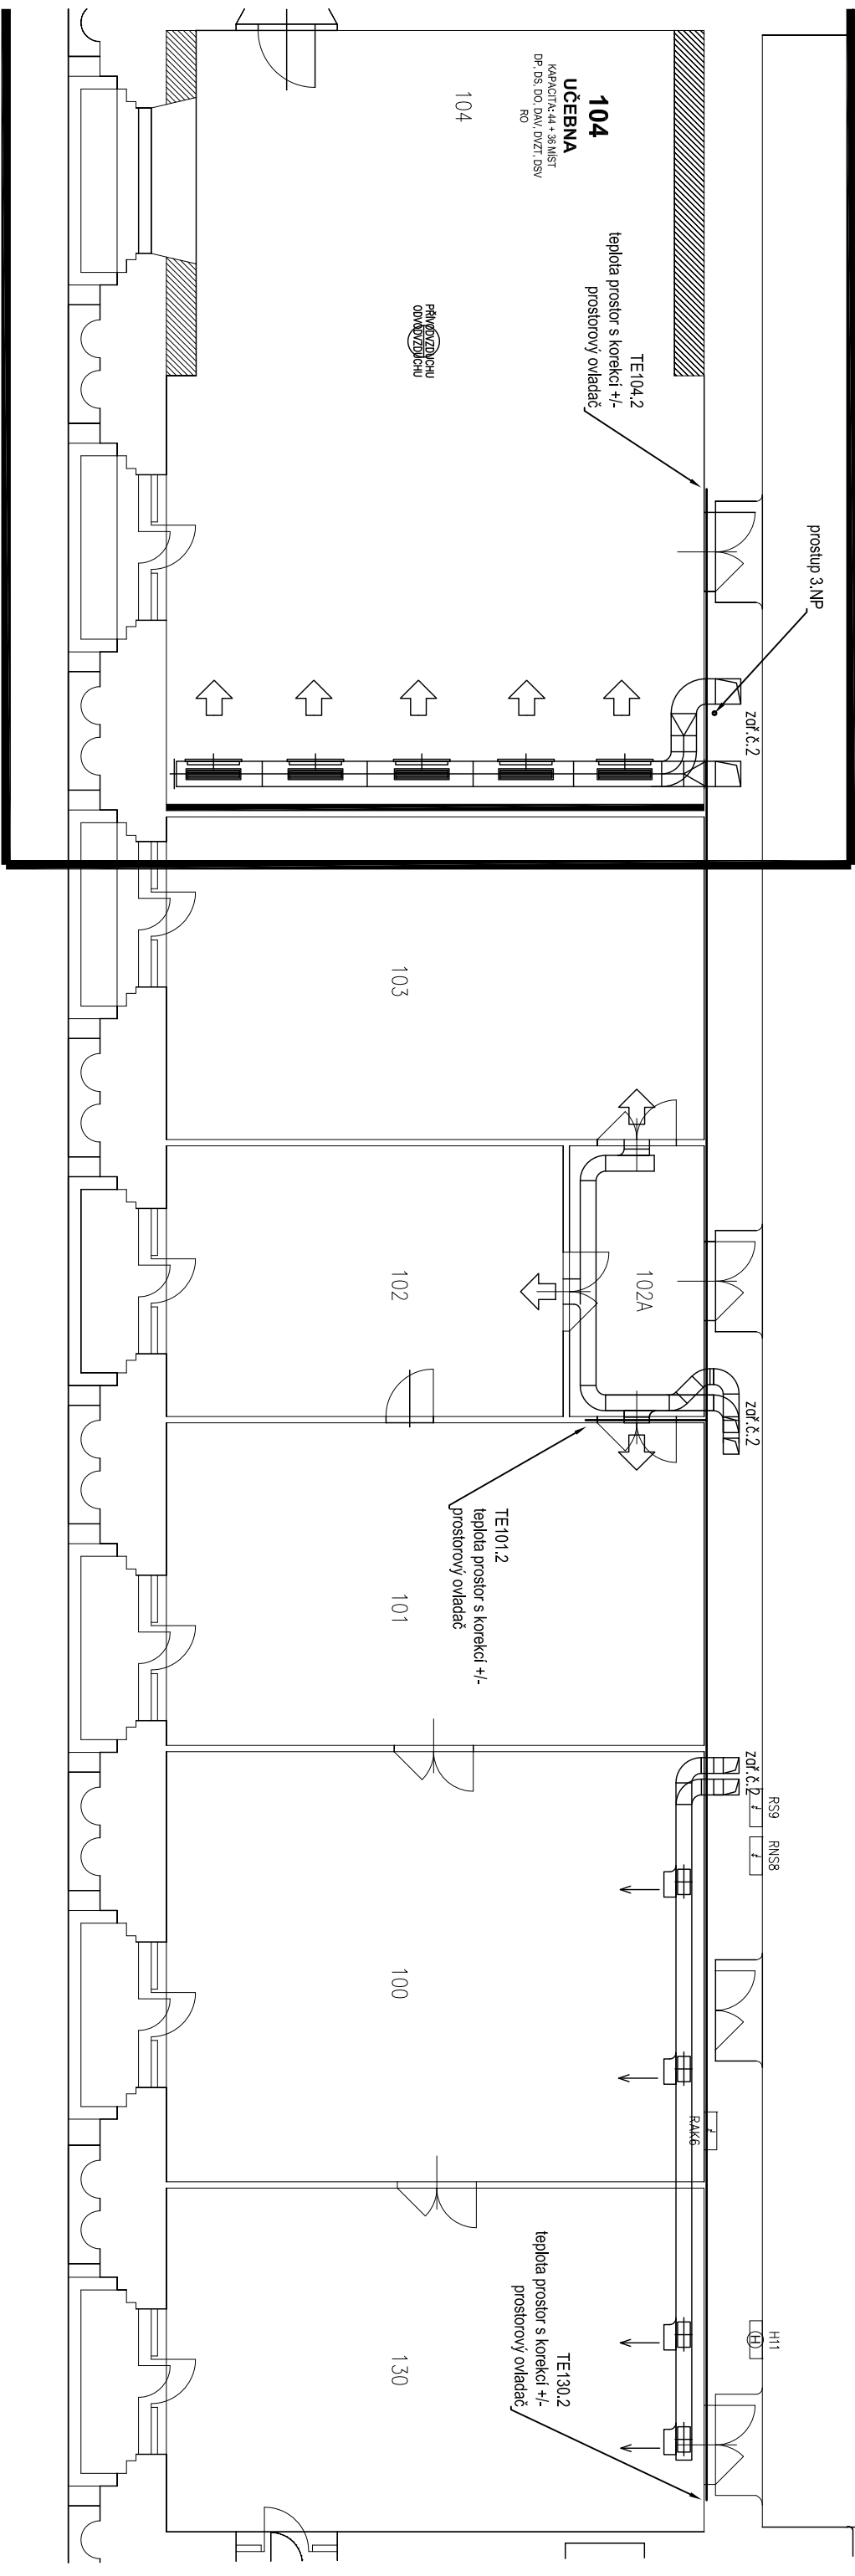 104
UČEBNA
KAPACITA: 44 + 36 MÍST
DP, DS, DO, DAV, DVZT, DSV
RO
104
TE104.2
teplota prostor s korekcí +/-
prostorový ovladač
PŘÍVOD VZDUCHU
ODVOD VZDUCHU
prostup 3.NP
zař.č.2
103
102
102A
zař.č.2
TE101.2
teplota prostor s korekcí +/-
prostorový ovladač
101
zař.č.2
RS9
RNS8
100
RAK6
H11
H
TE130.2
teplota prostor s korekcí +/-
prostorový ovladač
130